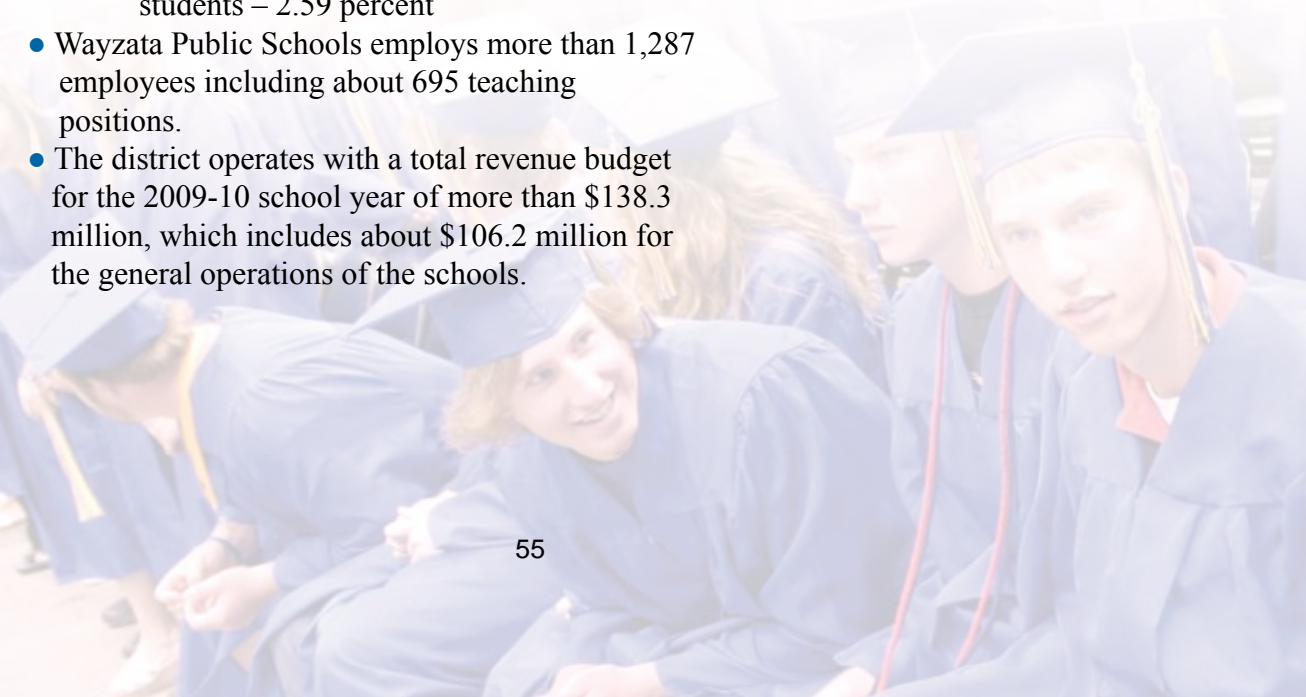 students – 2.59 percent
● Wayzata Public Schools employs more than 1,287
employees including about 695 teaching
positions.
● The district operates with a total revenue budget
for the 2009-10 school year of more than $138.3
million, which includes about $106.2 million for
the general operations of the schools.
55